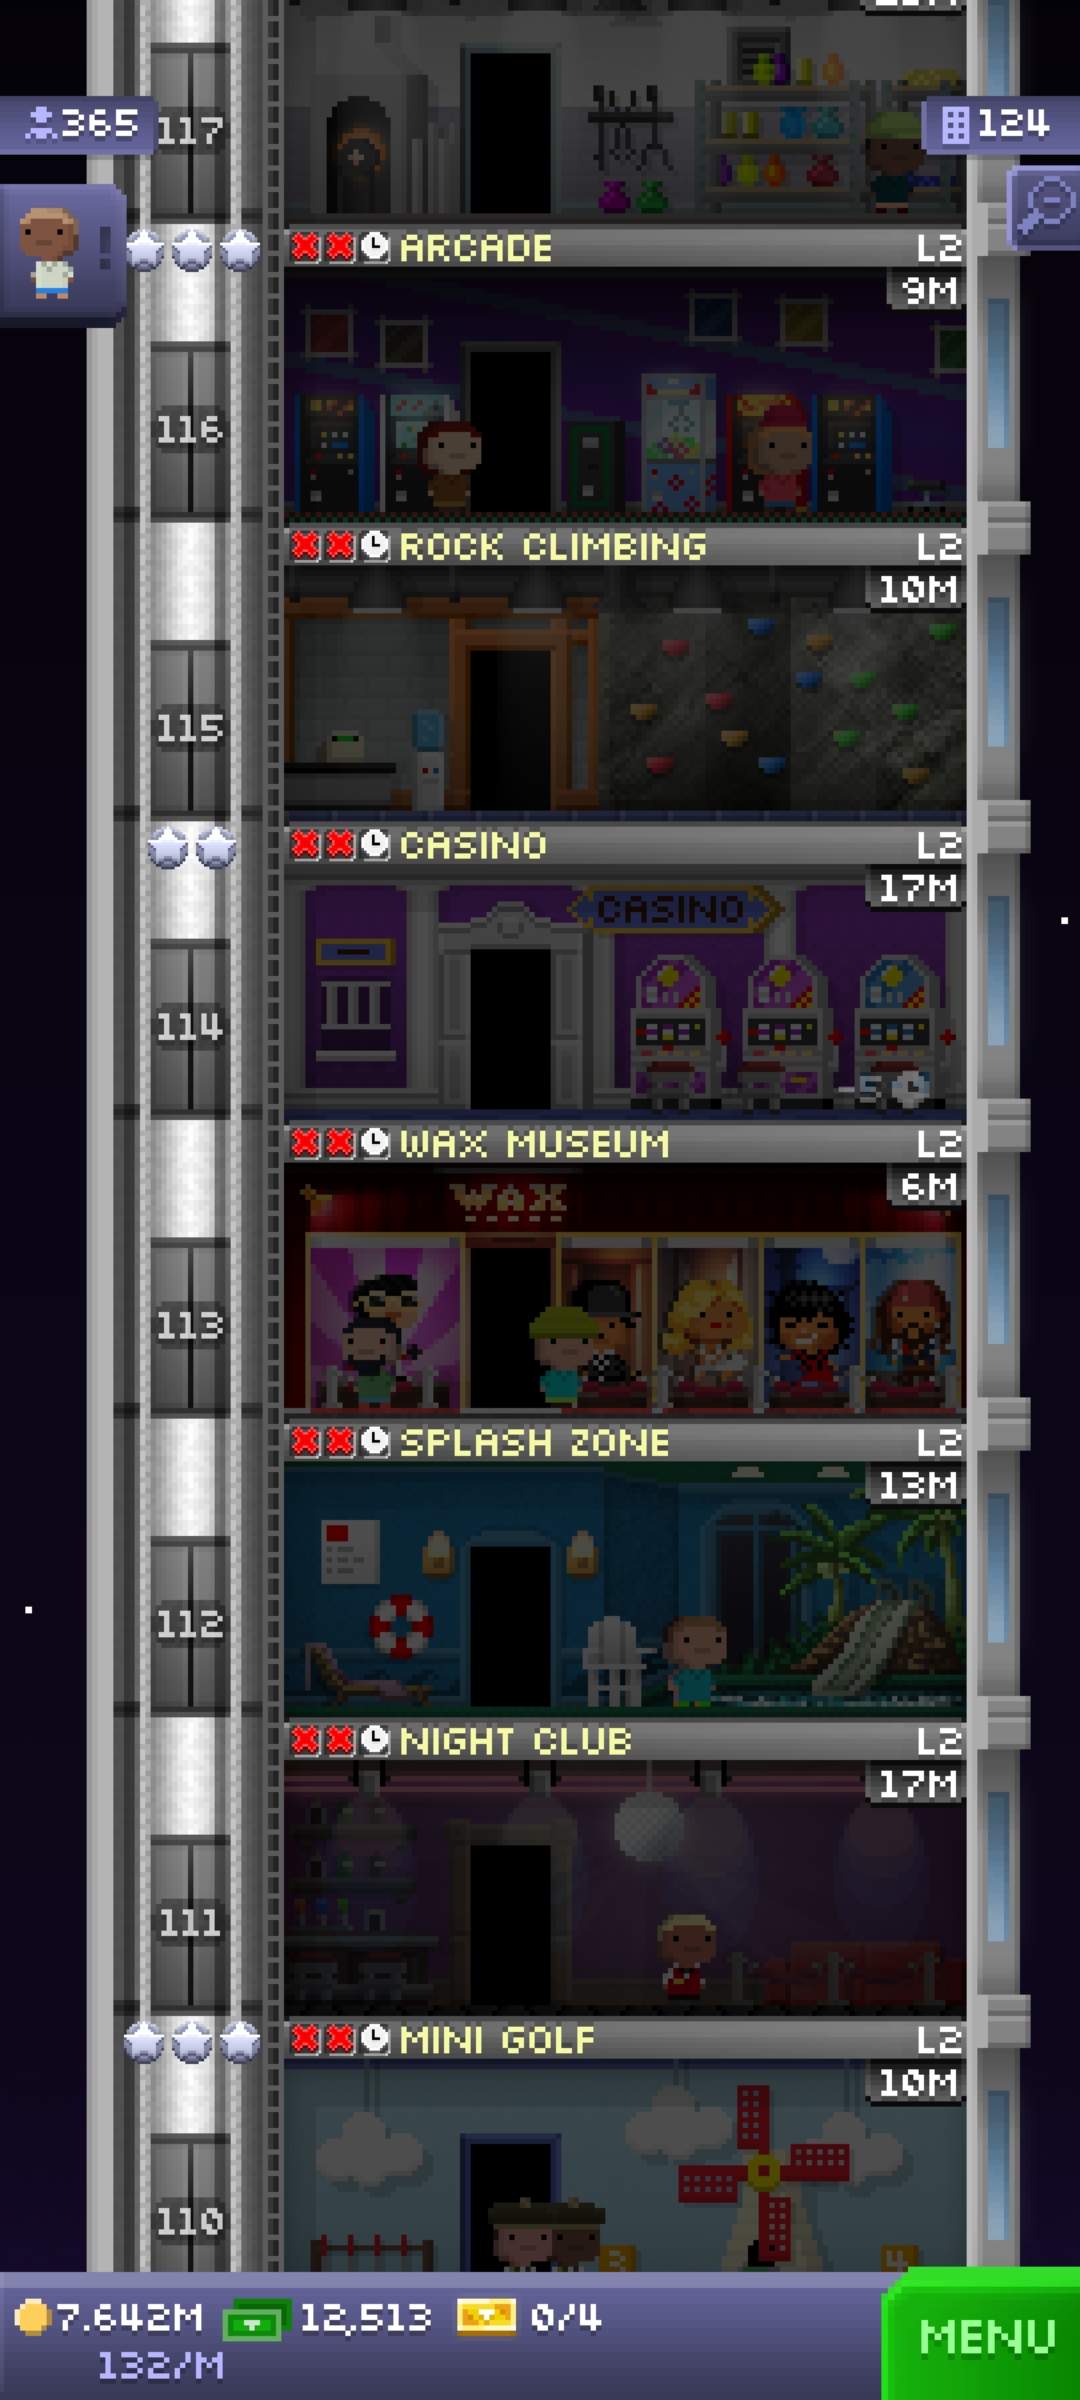 365
117
124
ARCADE L2
9M
116
ROCK CLIMBING L2
10M
115
CASINO L2
17M
CASINO
114
-5
WAX MUSEUM L2
6M
WAX
113
SPLASH ZONE L2
13M
112
NIGHT CLUB L2
17M
111
MINI GOLF L2
10M
110
3
4
7.642M 12,513 0/4
132/M
MENU